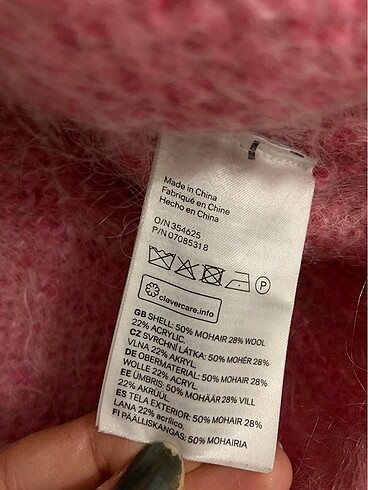 Made in China
Fabriqué en Chine
Hecho en China
O/N 354625
P/N 07085318
P
clevercare.info
GB SHELL: 50% MOHAIR 28% WOOL
22% ACRYLIC.
CZ SVRCHNÍ LÁTKA: 50% MOHÉR 28%
VLNA 22% AKRYL.
DE OBERMATERIAL: 50% MOHAIR 28%
WOLLE 22% ACRYL.
EE ÜMBRIS: 50% MOHÄÄR 28% VILL
22% AKRÜÜL.
ES TELA EXTERIOR: 50% MOHAIR 28%
LANA 22% acrílico.
FI PÄÄLLISKANGAS: 50% MOHAIRIA